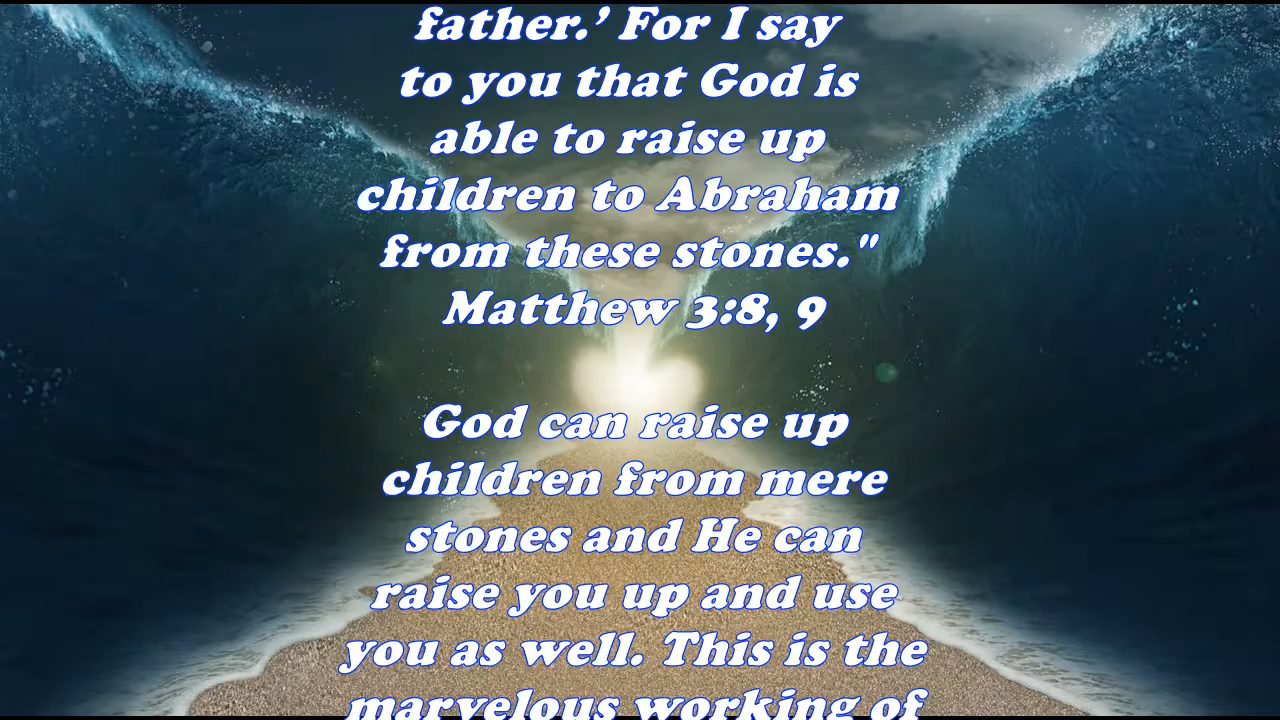 father.’ For I say
to you that God is
able to raise up
children to Abraham
from these stones."
Matthew 3:8, 9
God can raise up
children from mere
stones and He can
raise you up and use
you as well. This is the
marvelous working of